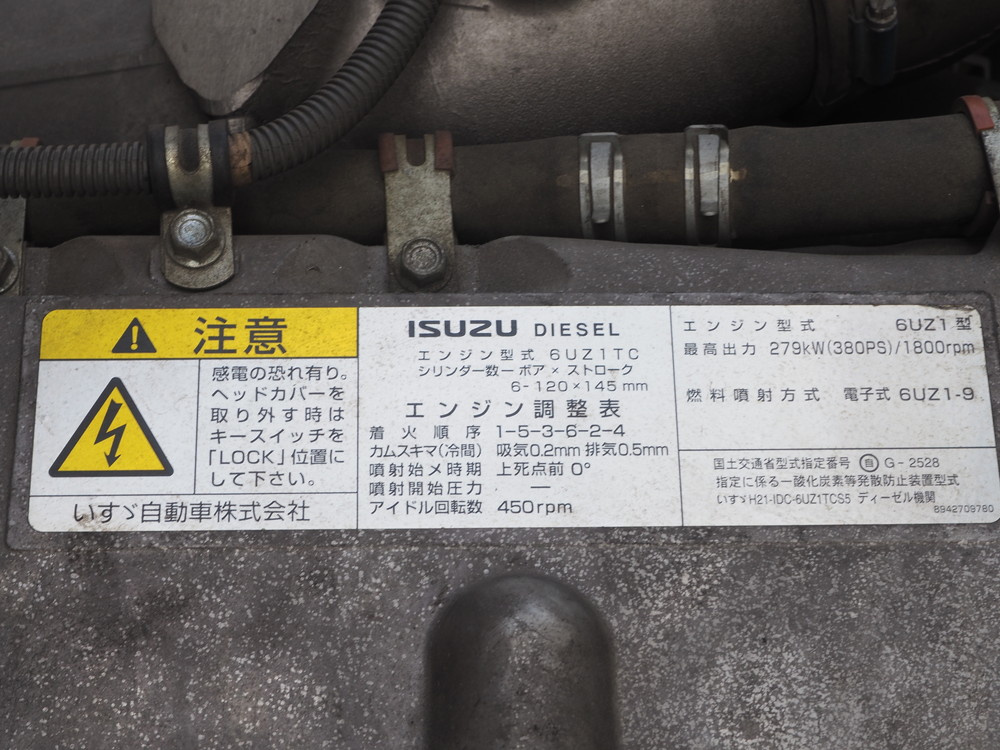 注意
感電の恐れ有り。
ヘッドカバーを
取り外す時は
キースイッチを
「LOCK」位置に
して下さい。
いすゞ自動車株式会社
ISUZU DIESEL
エンジン型式 6UZ1TC
シリンダー数ー ボア × ストローク
6-120×145 mm
エンジン調整表
着火順序 1-5-3-6-2-4
カムスキマ(冷間) 吸気0.2mm 排気0.5mm
噴射始メ時期 上死点前 0°
噴射開始圧力 ―
アイドル回転数 450rpm
エンジン型式 6UZ1型
最高出力 279kW(380PS)/1800rpm
燃料噴射方式 電子式 6UZ1-9
国土交通省型式指定番号 自 G-2528
指定に係る一酸化炭素等発散防止装置型式
いすゞH21-IDC-6UZ1TCS5 ディーゼル機関
8942709780